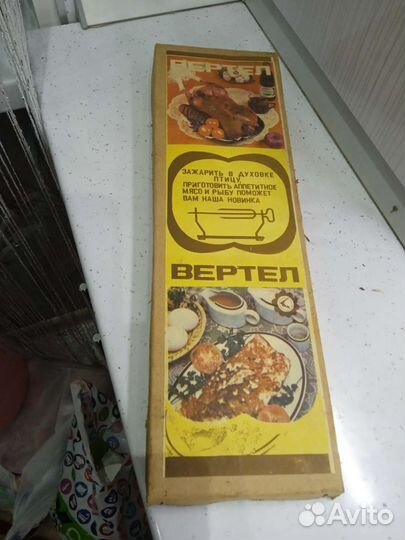 ВЕРТЕЛ
ЗАЖАРИТЬ В ДУХОВКЕ
ПТИЦУ,
ПРИГОТОВИТЬ АППЕТИТНОЕ
МЯСО И РЫБУ ПОМОЖЕТ
ВАМ НАША НОВИНКА
ВЕРТЕЛ
Avito